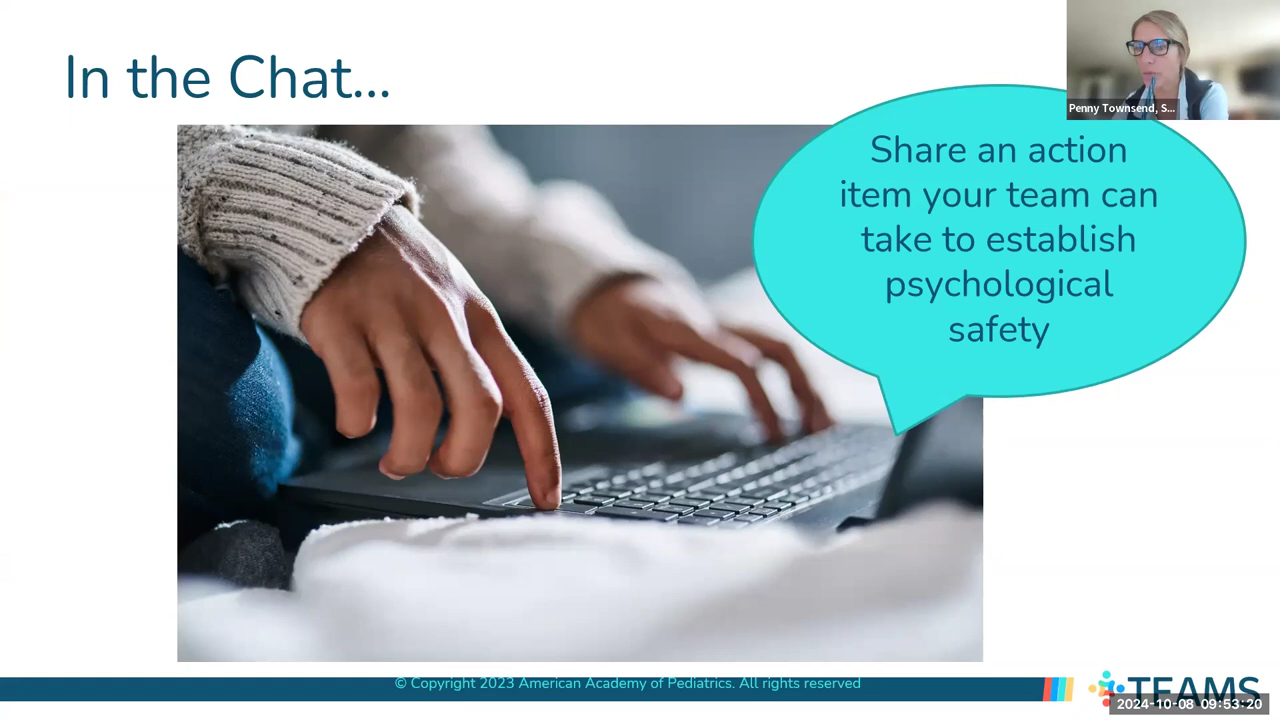 In the Chat...
Penny Townsend, S...
Share an action
item your team can
take to establish
psychological
safety
© Copyright 2023 American Academy of Pediatrics. All rights reserved
TEAMS
2024-10-08 09:53:20